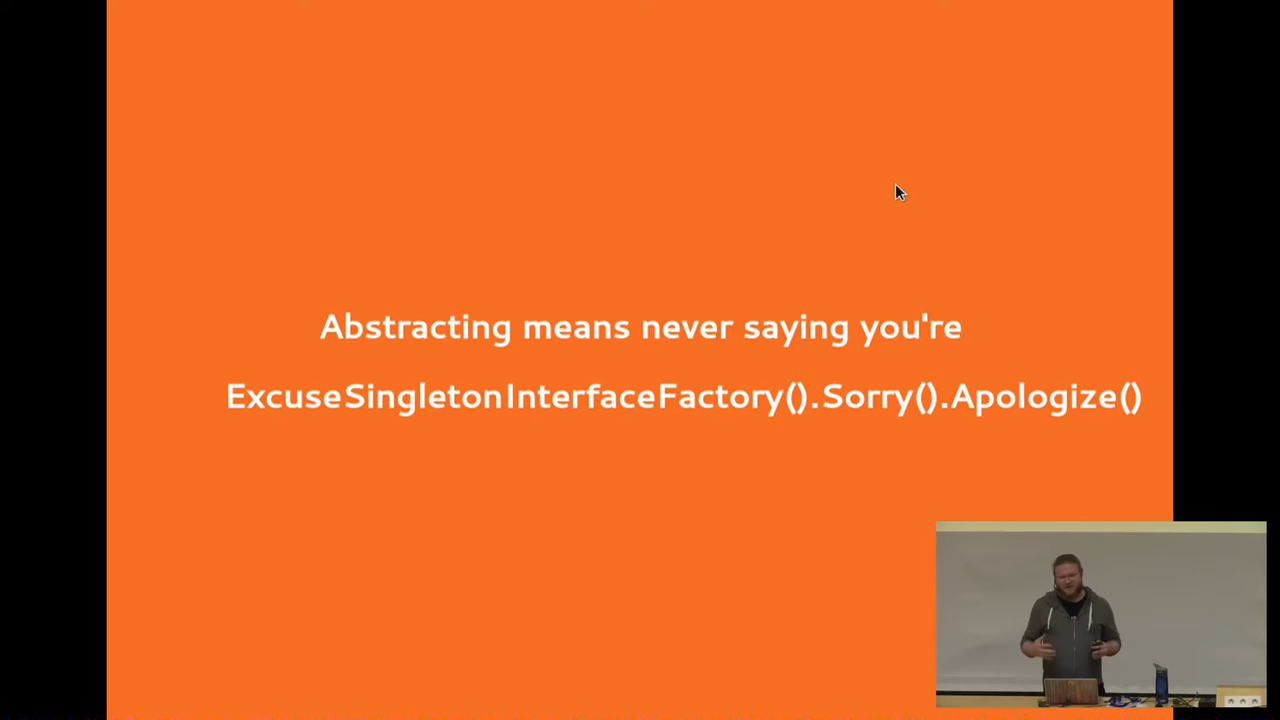 Abstracting means never saying you're
ExcuseSingletonInterfaceFactory().Sorry().Apologize()